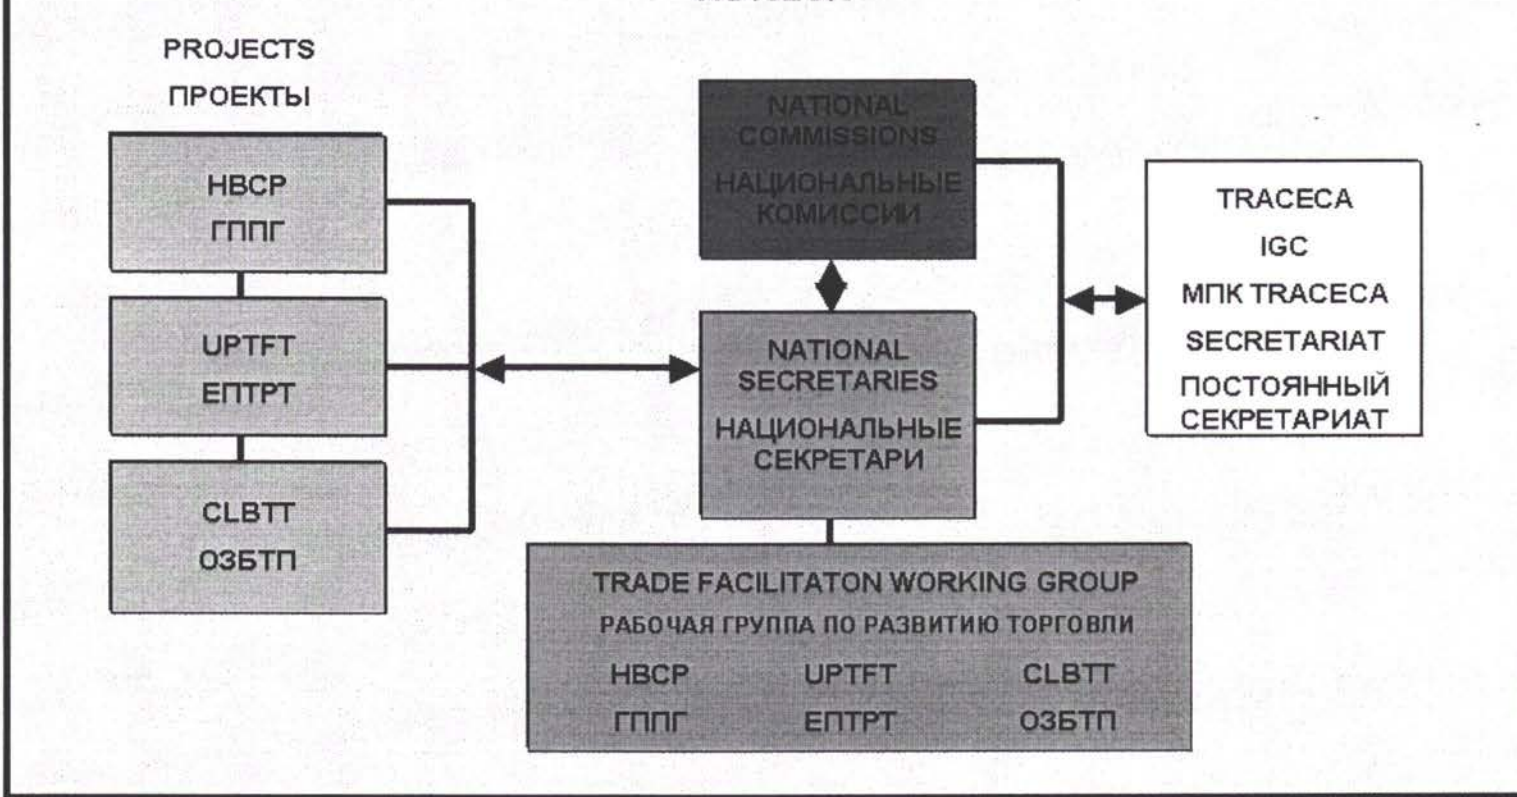 PROJECTS
ПРОЕКТЫ
HBCP
ГППГ
UPTFT
ЕПТРТ
CLBTT
ОЗБТП
NATIONAL
COMMISSIONS
НАЦИОНАЛЬНЫЕ
КОМИССИИ
NATIONAL
SECRETARIES
НАЦИОНАЛЬНЫЕ
СЕКРЕТАРИ
TRACECA
IGC
МПК TRACECA
SECRETARIAT
ПОСТОЯННЫЙ
СЕКРЕТАРИАТ
TRADE FACILITATON WORKING GROUP
РАБОЧАЯ ГРУППА ПО РАЗВИТИЮ ТОРГОВЛИ
HBCP UPTFT CLBTT
ГППГ ЕПТРТ ОЗБТП